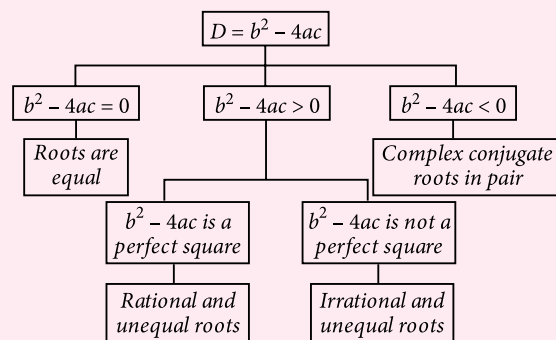 D = b² – 4ac
b² – 4ac = 0
b² – 4ac > 0
b² – 4ac < 0
Roots are
equal
Complex conjugate
roots in pair
b² – 4ac is a
perfect square
b² – 4ac is not a
perfect square
Rational and
unequal roots
Irrational and
unequal roots